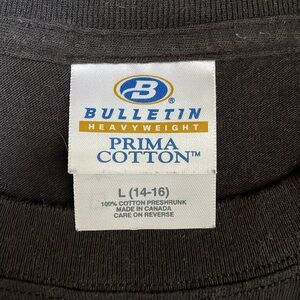 B ®
BULLETIN
HEAVYWEIGHT
PRIMA
COTTON™
L (14-16)
100% COTTON PRESHRUNK
MADE IN CANADA
CARE ON REVERSE